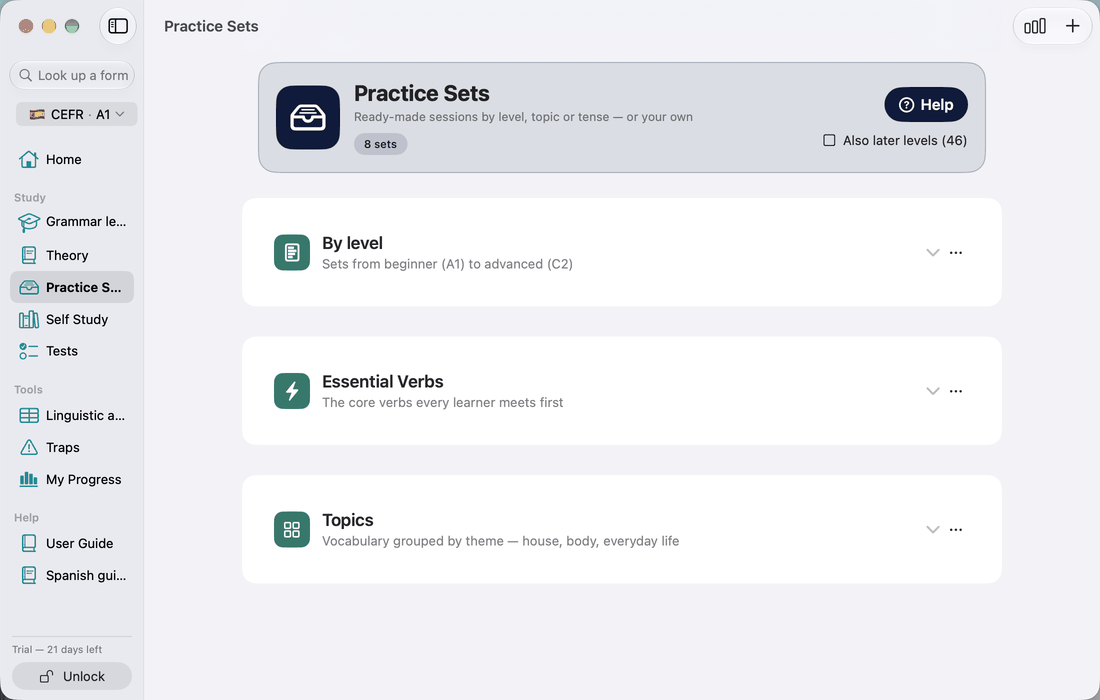 Practice Sets
Look up a form
CEFR · A1
Home
Study
Grammar le...
Theory
Practice S...
Self Study
Tests
Tools
Linguistic a...
Traps
My Progress
Help
User Guide
Spanish gui...
Trial — 21 days left
Unlock
Practice Sets
Ready-made sessions by level, topic or tense — or your own
8 sets
Help
Also later levels (46)
By level
Sets from beginner (A1) to advanced (C2)
Essential Verbs
The core verbs every learner meets first
Topics
Vocabulary grouped by theme — house, body, everyday life